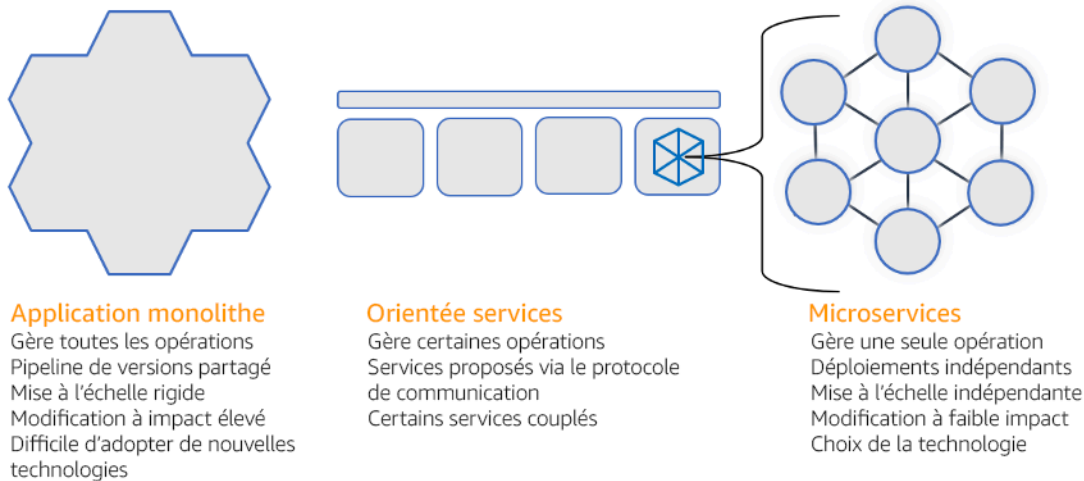 Application monolithe
Gère toutes les opérations
Pipeline de versions partagé
Mise à l'échelle rigide
Modification à impact élevé
Difficile d'adopter de nouvelles
technologies
Orientée services
Gère certaines opérations
Services proposés via le protocole
de communication
Certains services couplés
Microservices
Gère une seule opération
Déploiements indépendants
Mise à l'échelle indépendante
Modification à faible impact
Choix de la technologie